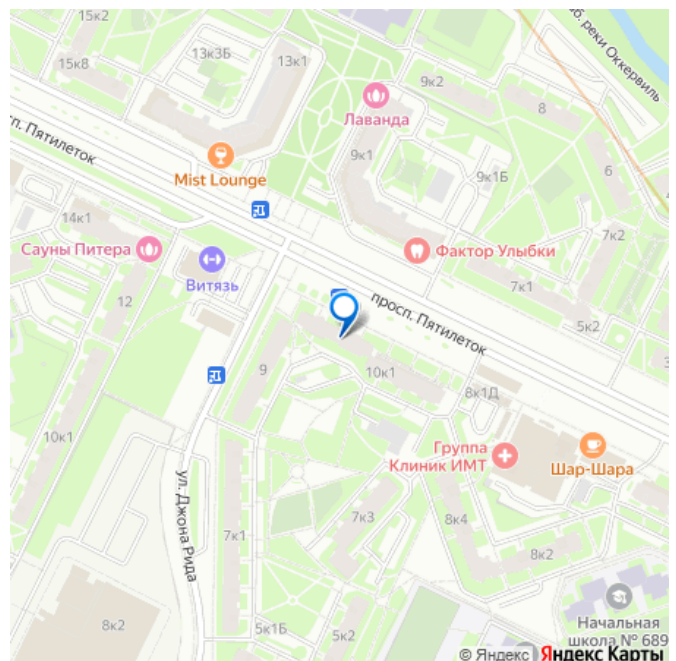 15к2
15к8
13к3Б
13к1
9к2
8
наб. реки Оккервиль
Лаванда
просп. Пятилеток
9к1
Mist Lounge
9к1Б
6
14к1
Сауны Питера
Витязь
Фактор Улыбки
7к2
7к1
5к2
12
просп. Пятилеток
9
10к1
8к1Д
10к1
Группа
Клиник ИМТ
Шар-Шара
ул. Джона Рида
7к1
7к3
8к4
8к2
8к2
5к1Б
5к2
Начальная
школа № 689
© Яндекс Яндекс Карты